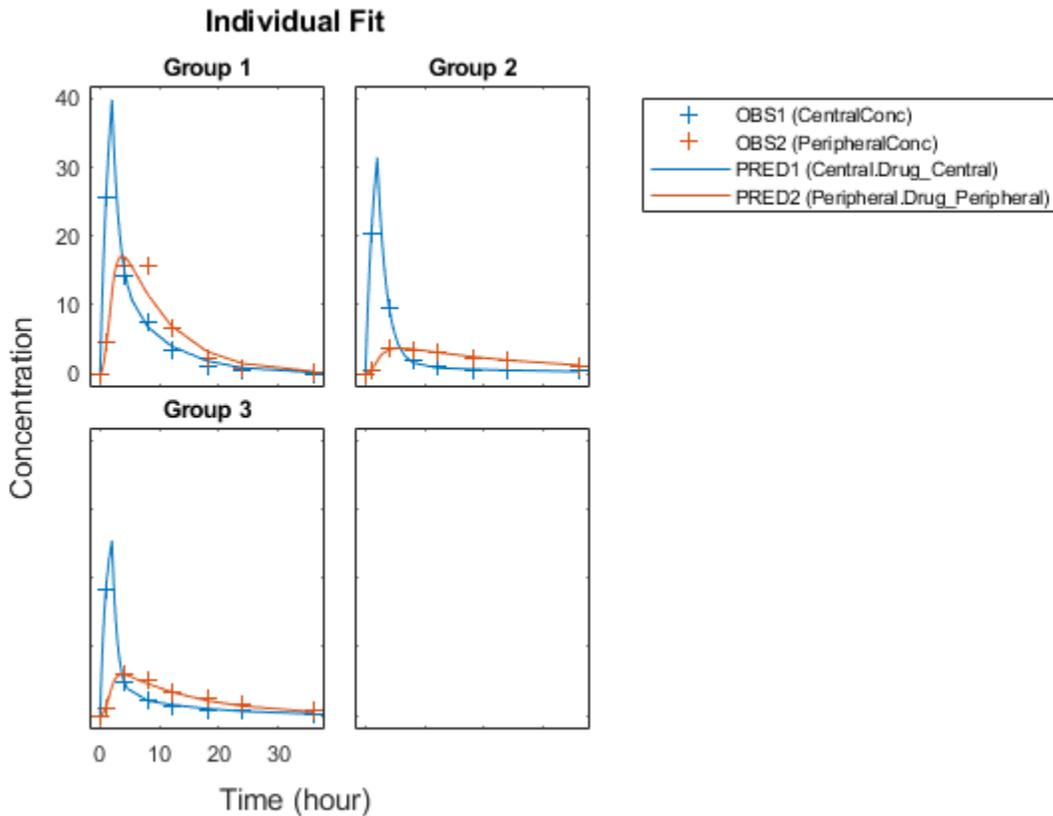 Individual Fit
Group 1
Group 2
40
30
20
10
0
OBS1 (CentralConc)
OBS2 (PeripheralConc)
PRED1 (Central.Drug_Central)
PRED2 (Peripheral.Drug_Peripheral)
Concentration
Group 3
0 10 20 30
Time (hour)